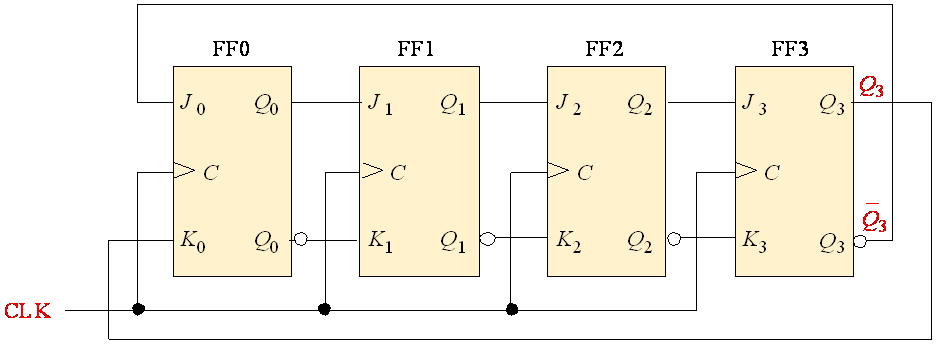 FF0 FF1 FF2 FF3
J0 Q0 J1 Q1 J2 Q2 J3 Q3 Q3
C C C C
K0 Q0 K1 Q1 K2 Q2 K3 Q3 Q̅3
CLK